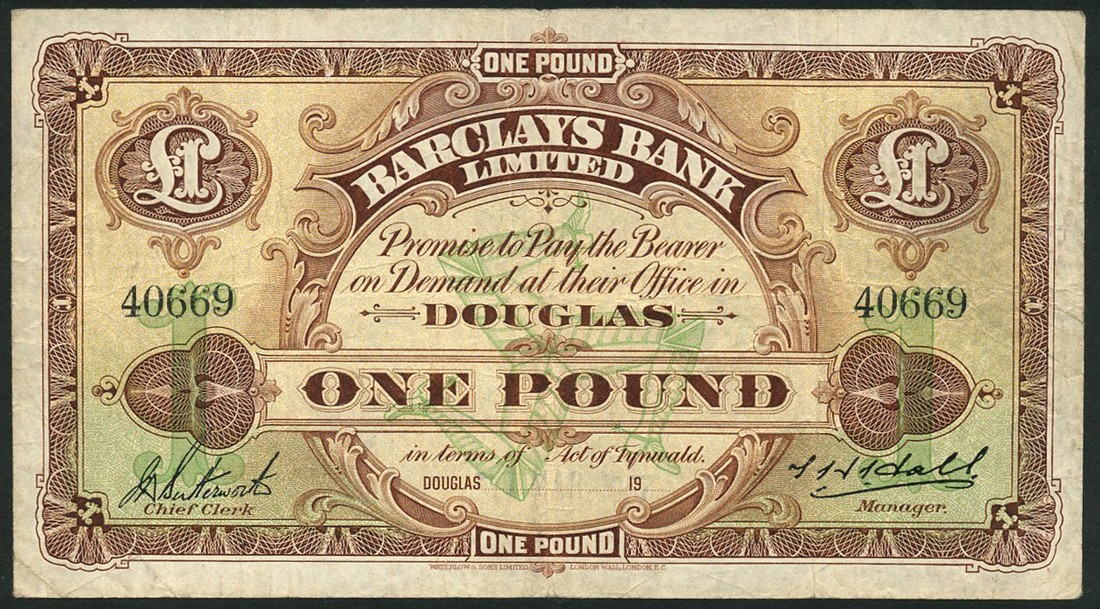 ONE POUND
BARCLAYS BANK
LIMITED
£1 £1
Promise to Pay the Bearer
on Demand at their Office in
40669 40669
DOUGLAS
ONE POUND
in terms of Act of Tynwald.
DOUGLAS 19
Chief Clerk Manager.
ONE POUND
WATERLOW & SONS LIMITED, LONDON WALL, LONDON, E.C.